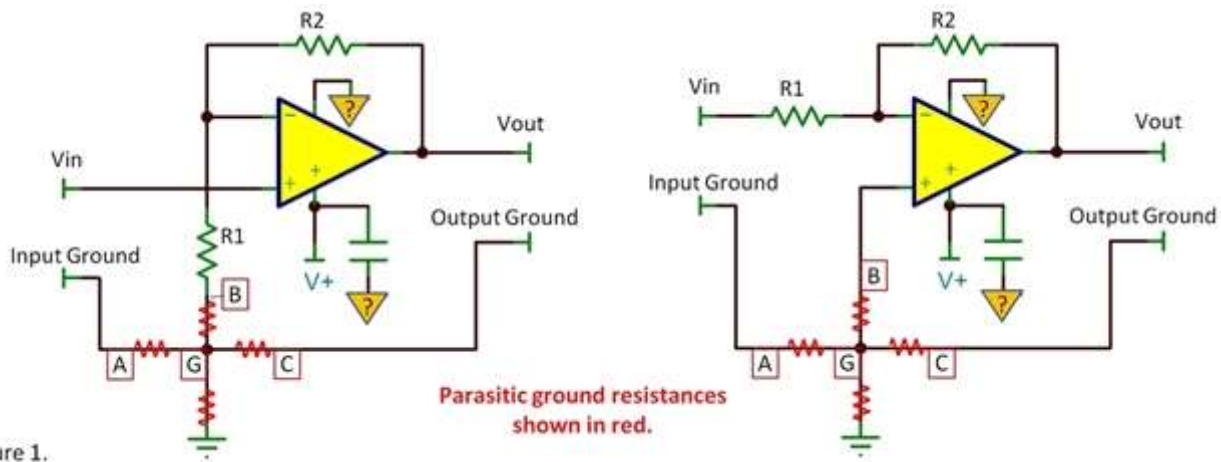 R2
Vin
Vout
R1
Input Ground
Output Ground
?
V+
?
B
A
G
C
R2
Vin
R1
Vout
Input Ground
Output Ground
?
V+
?
B
A
G
C
Parasitic ground resistances
shown in red.
ure 1.